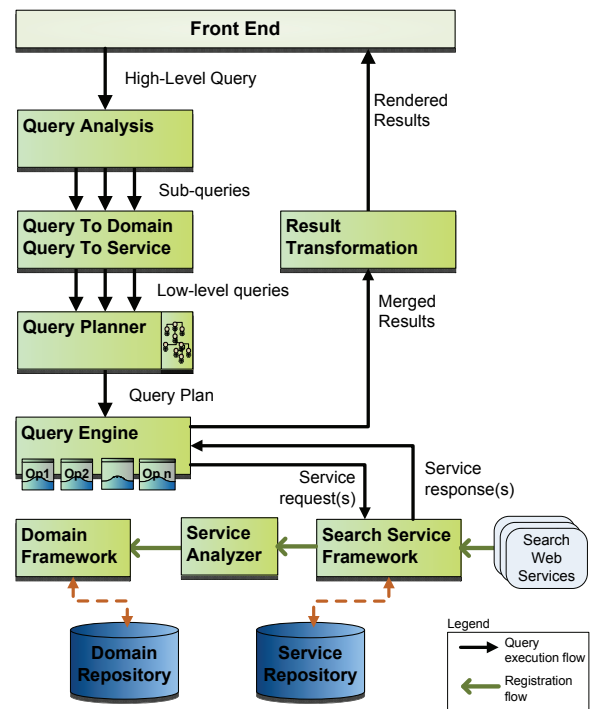 Front End
High-Level Query
Rendered
Results
Query Analysis
Sub-queries
Query To Domain
Query To Service
Result
Transformation
Low-level queries
Merged
Results
Query Planner
Query Plan
Query Engine
Op1
Op2
...
Op n
Service
request(s)
Service
response(s)
Domain
Framework
Service
Analyzer
Search Service
Framework
Search
Web
Services
Domain
Repository
Service
Repository
Legend
Query
execution flow
Registration
flow